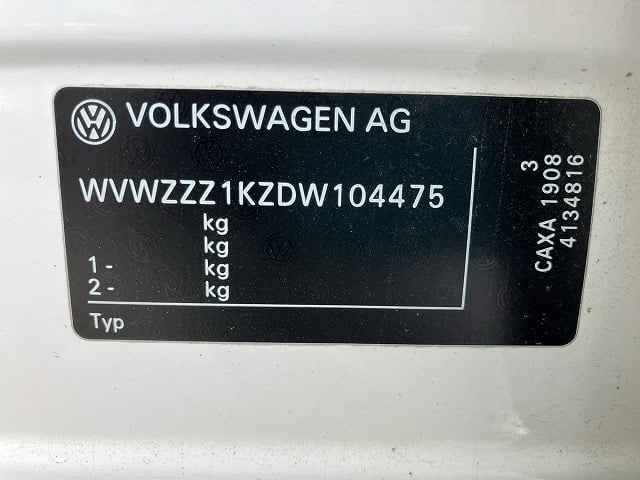 VOLKSWAGEN AG
WVWZZZ1KZDW104475
kg
kg
1 - kg
2 - kg
Typ
3
CAXA 1908
4134816